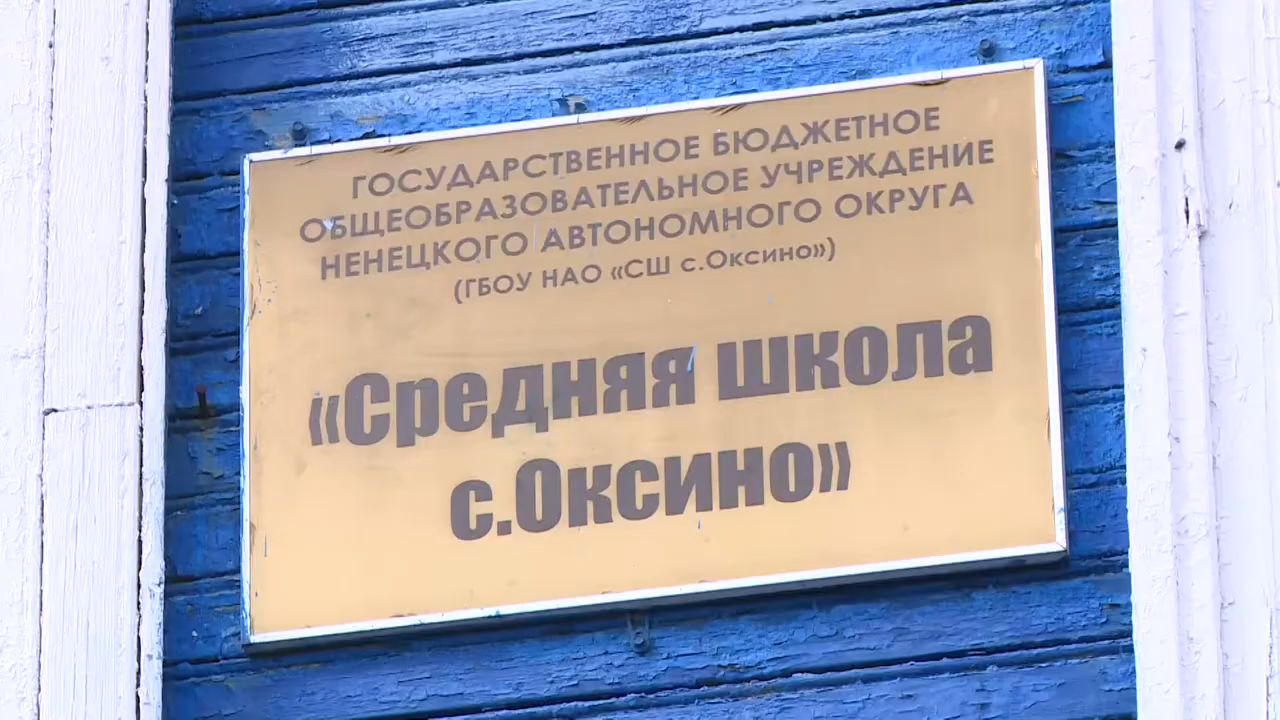 ГОСУДАРСТВЕННОЕ БЮДЖЕТНОЕ
ОБЩЕОБРАЗОВАТЕЛЬНОЕ УЧРЕЖДЕНИЕ
НЕНЕЦКОГО АВТОНОМНОГО ОКРУГА
(ГБОУ НАО «СШ с.Оксино»)
«Средняя школа
с.Оксино»